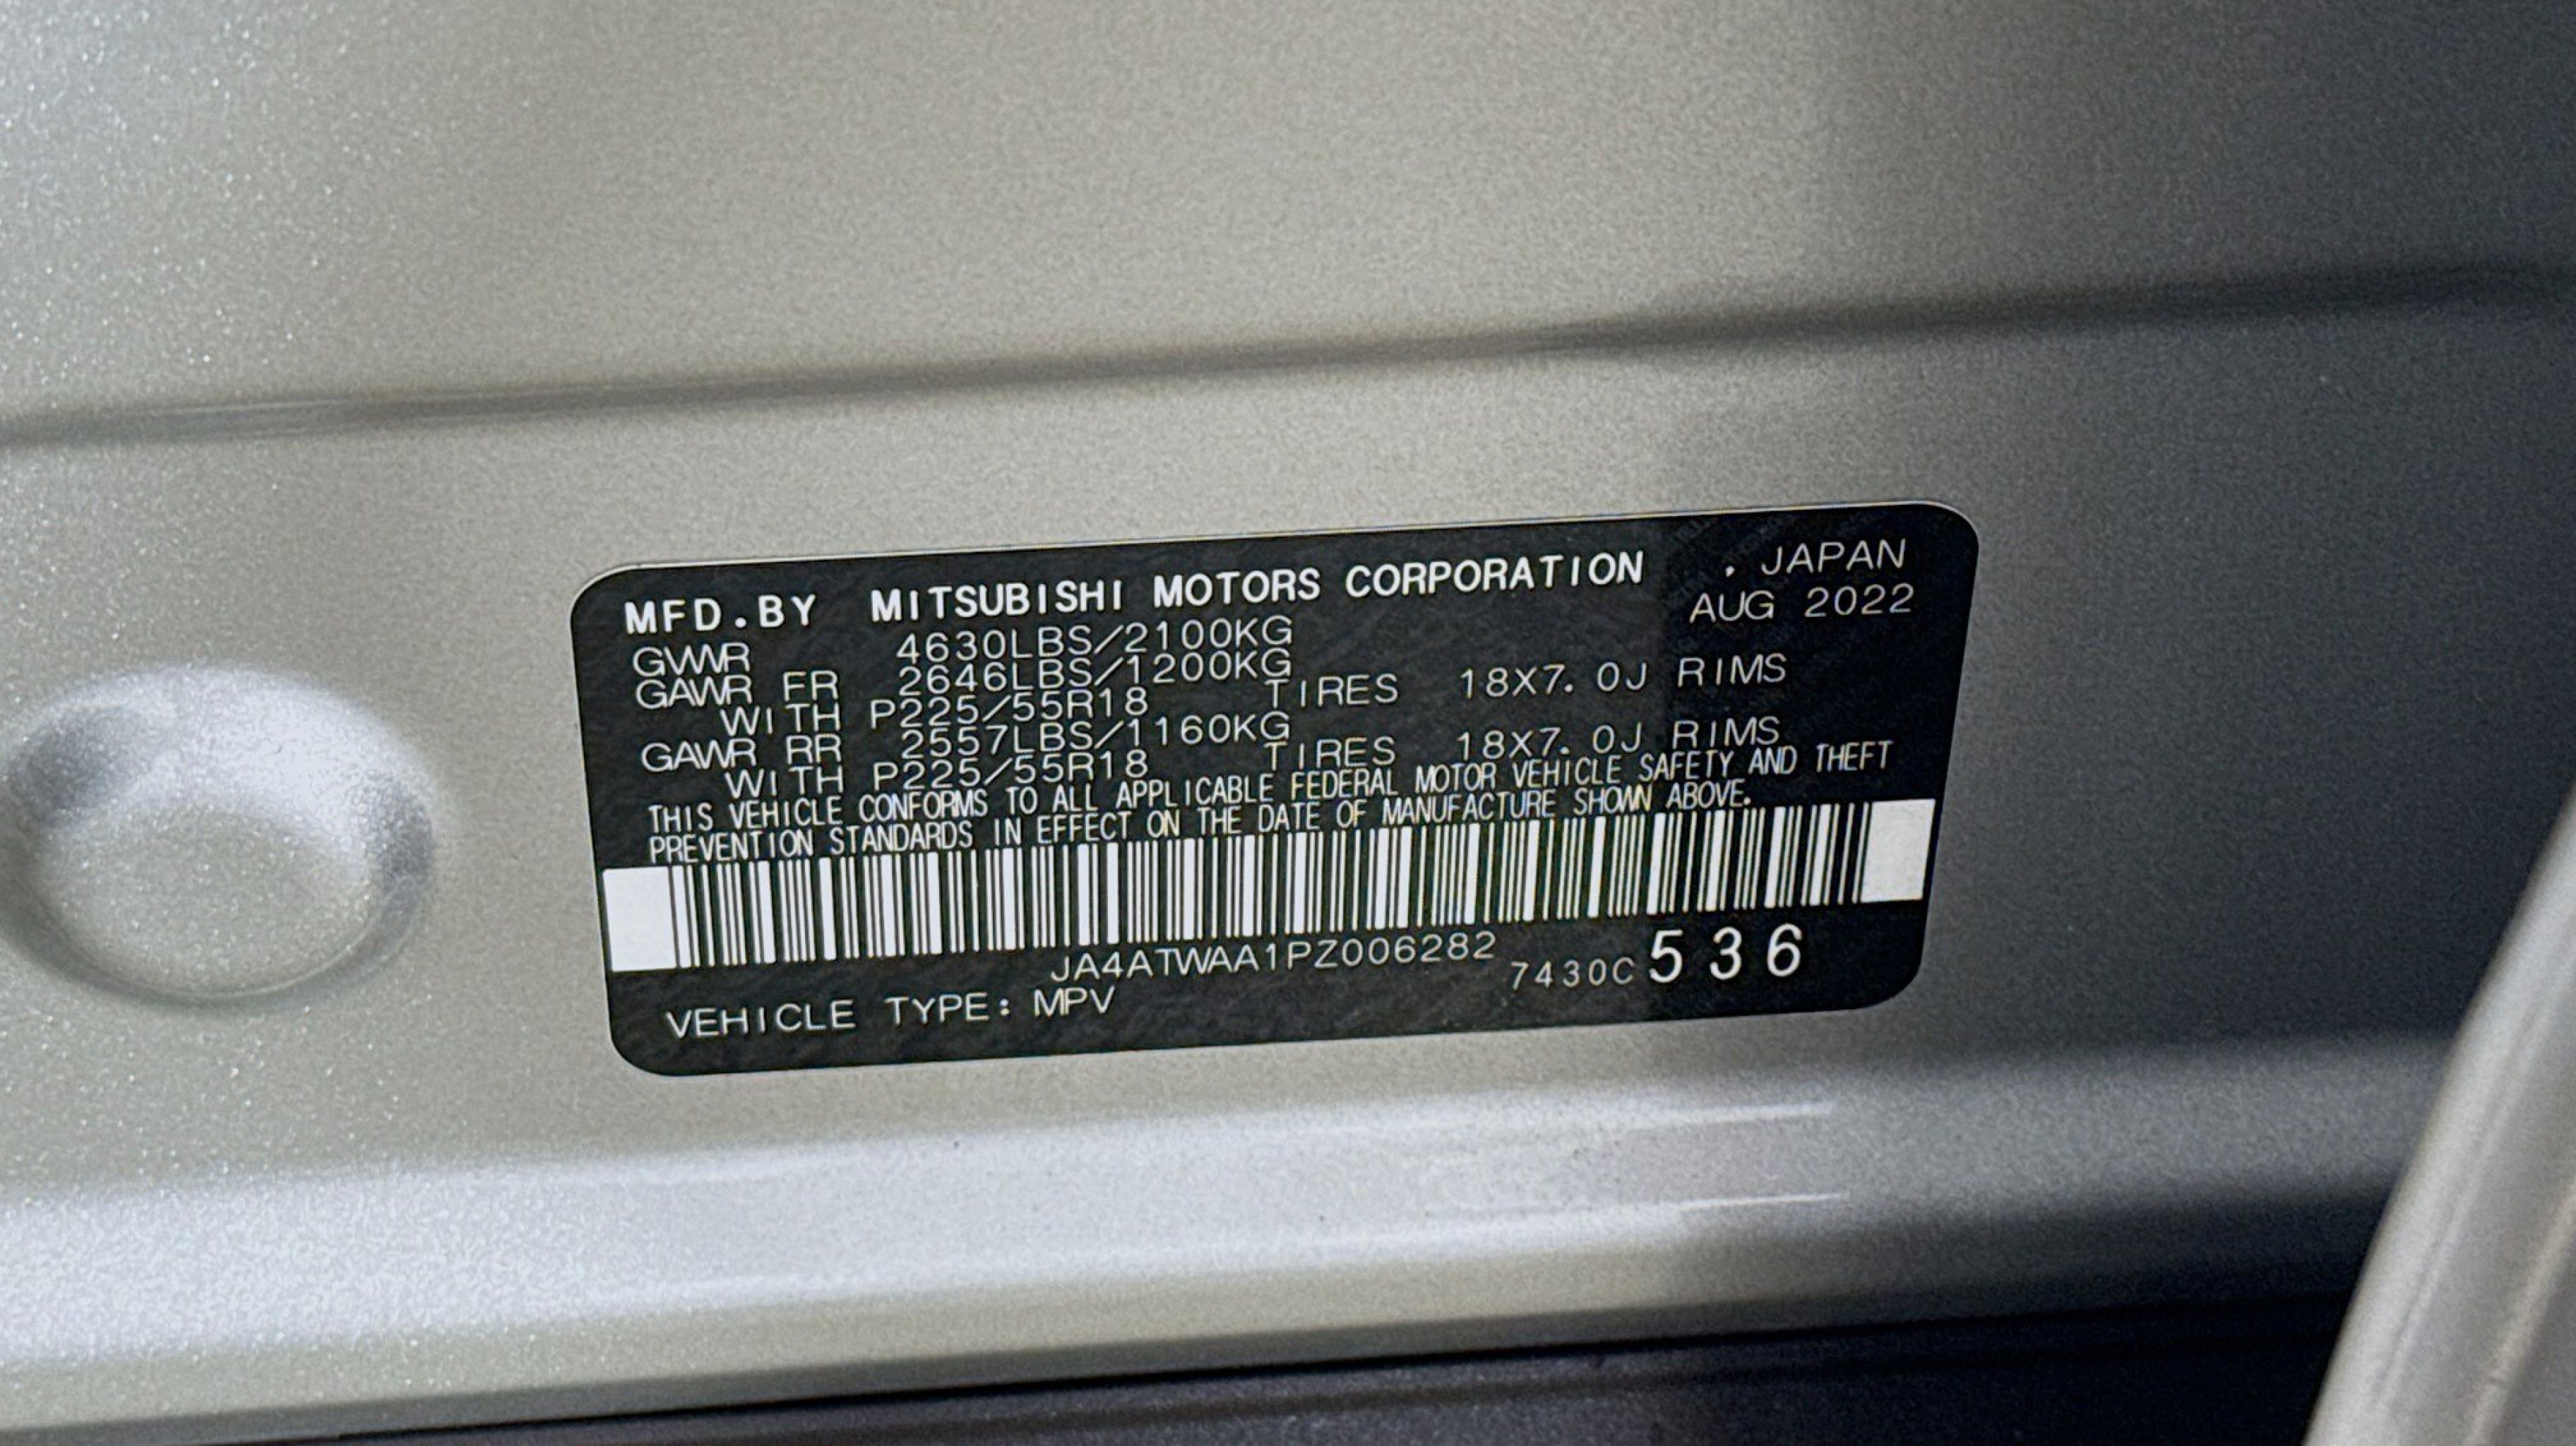 MFD.BY MITSUBISHI MOTORS CORPORATION , JAPAN
AUG 2022
GVWR 4630LBS/2100KG
GAWR FR 2646LBS/1200KG
WITH P225/55R18 TIRES 18X7.0J RIMS
GAWR RR 2557LBS/1160KG
WITH P225/55R18 TIRES 18X7.0J RIMS
THIS VEHICLE CONFORMS TO ALL APPLICABLE FEDERAL MOTOR VEHICLE SAFETY AND THEFT
PREVENTION STANDARDS IN EFFECT ON THE DATE OF MANUFACTURE SHOWN ABOVE.
JA4ATWAA1PZ006282
7430C 536
VEHICLE TYPE: MPV